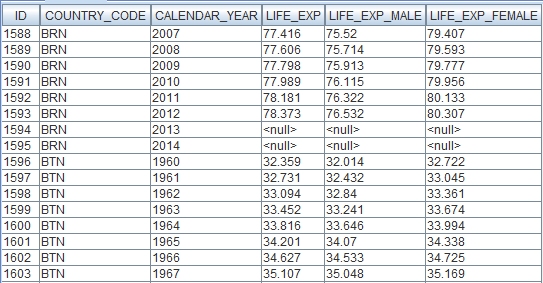 ID COUNTRY_CODE CALENDAR_YEAR LIFE_EXP LIFE_EXP_MALE LIFE_EXP_FEMALE
1588 BRN 2007 77.416 75.52 79.407
1589 BRN 2008 77.606 75.714 79.593
1590 BRN 2009 77.798 75.913 79.777
1591 BRN 2010 77.989 76.115 79.956
1592 BRN 2011 78.181 76.322 80.133
1593 BRN 2012 78.373 76.532 80.307
1594 BRN 2013 <null> <null> <null>
1595 BRN 2014 <null> <null> <null>
1596 BTN 1960 32.359 32.014 32.722
1597 BTN 1961 32.731 32.432 33.045
1598 BTN 1962 33.094 32.84 33.361
1599 BTN 1963 33.452 33.241 33.674
1600 BTN 1964 33.816 33.646 33.994
1601 BTN 1965 34.201 34.07 34.338
1602 BTN 1966 34.627 34.533 34.725
1603 BTN 1967 35.107 35.048 35.169